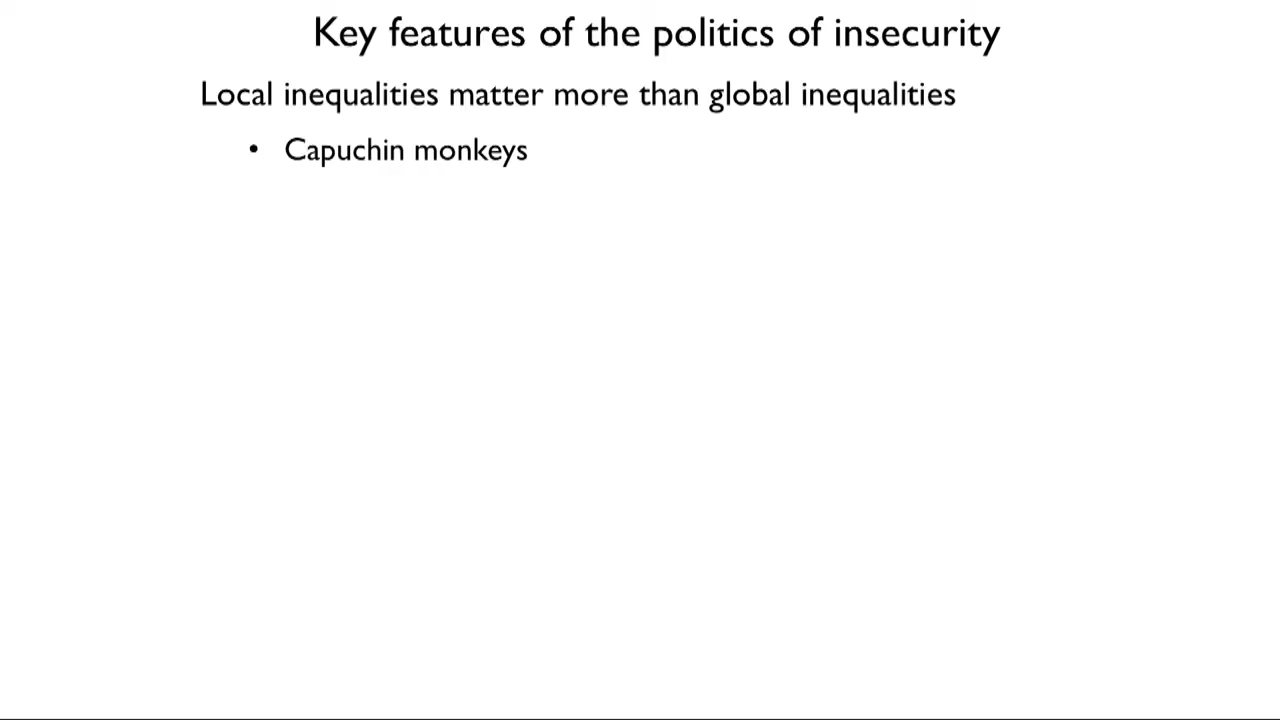 Key features of the politics of insecurity
Local inequalities matter more than global inequalities
• Capuchin monkeys